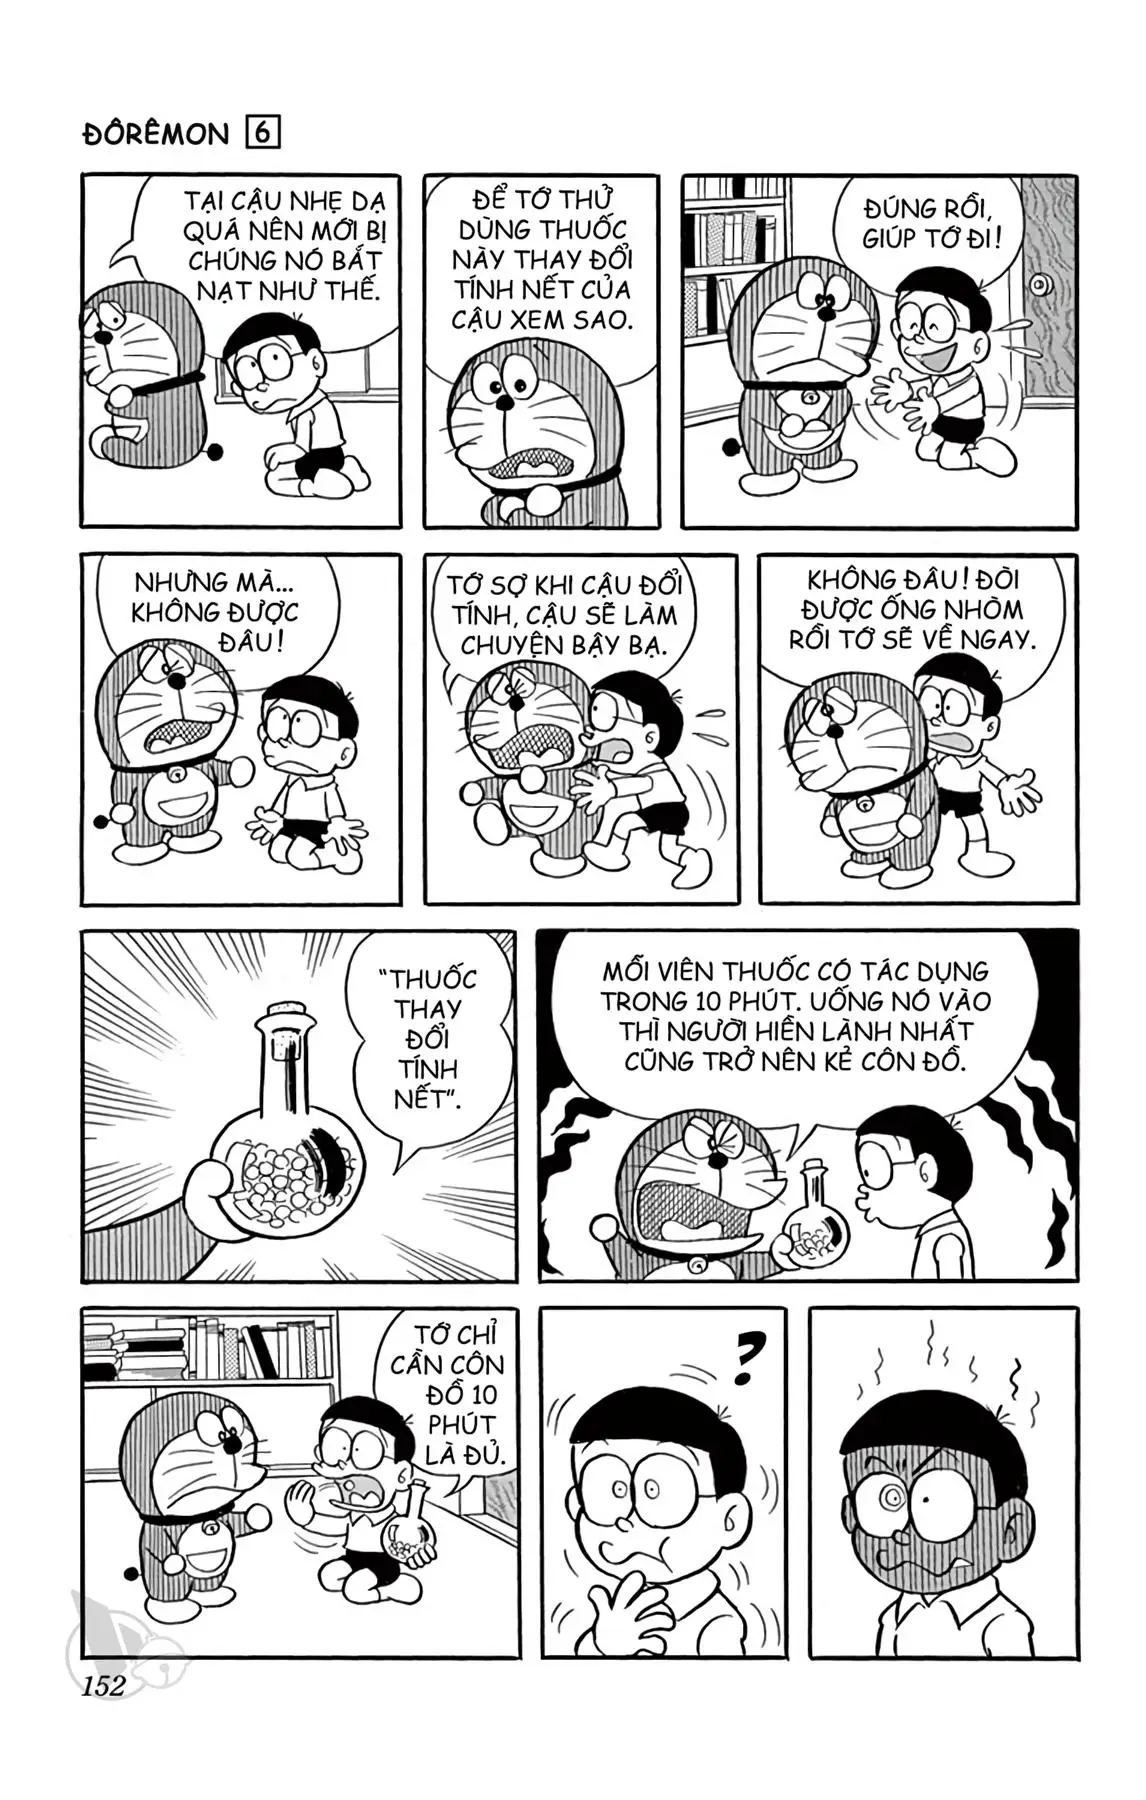 ĐÔRÊMON 6
TẠI CẬU NHẸ DẠ
QUÁ NÊN MỚI BỊ
CHÚNG NÓ BẮT
NẠT NHƯ THẾ.
ĐỂ TỚ THỬ
DÙNG THUỐC
NÀY THAY ĐỔI
TÍNH NẾT CỦA
CẬU XEM SAO.
ĐÚNG RỒI,
GIÚP TỚ ĐI!
NHƯNG MÀ...
KHÔNG ĐƯỢC
ĐÂU!
TỚ SỢ KHI CẬU ĐỔI
TÍNH, CẬU SẼ LÀM
CHUYỆN BẬY BẠ.
KHÔNG ĐÂU! ĐÒI
ĐƯỢC ỐNG NHÒM
RỒI TỚ SẼ VỀ NGAY.
“THUỐC
THAY
ĐỔI
TÍNH
NẾT”.
MỖI VIÊN THUỐC CÓ TÁC DỤNG
TRONG 10 PHÚT. UỐNG NÓ VÀO
THÌ NGƯỜI HIỀN LÀNH NHẤT
CŨNG TRỞ NÊN KẺ CÔN ĐỒ.
TỚ CHỈ
CẦN CÔN
ĐỒ 10
PHÚT
LÀ ĐỦ.
?
152